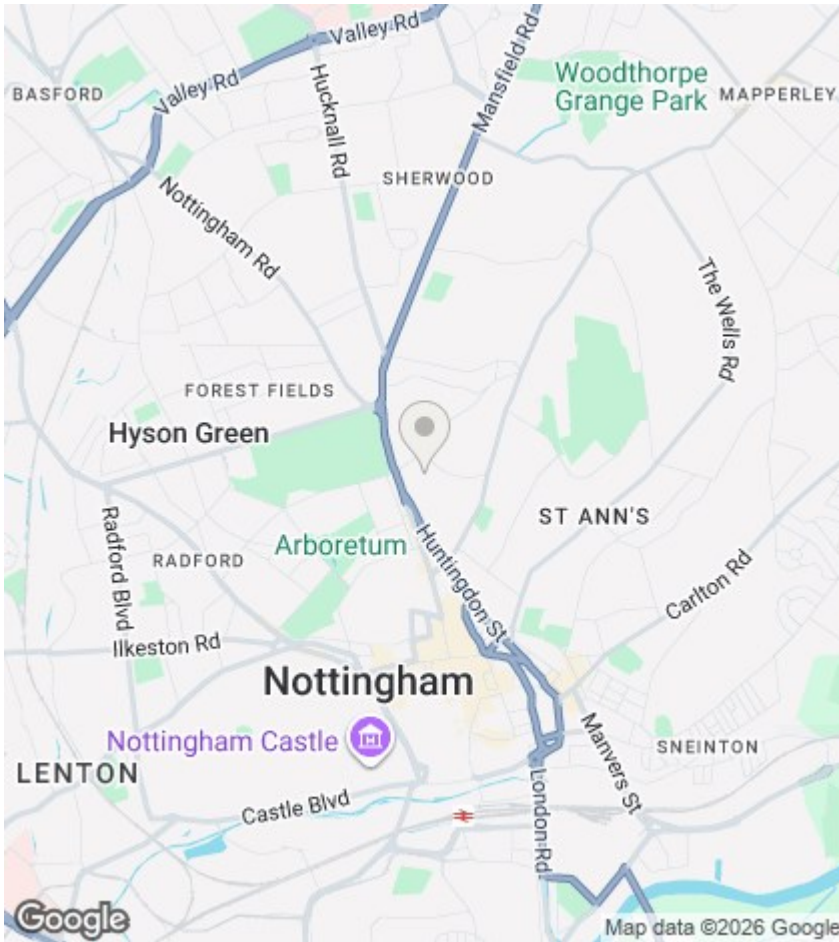 Valley Rd
BASFORD
Valley Rd
Hucknall Rd
Mansfield Rd
Woodthorpe
Grange Park
MAPPERLEY
SHERWOOD
Nottingham Rd
The Wells Rd
FOREST FIELDS
Hyson Green
ST ANN'S
Arboretum
Huntingdon St
Radford Blvd
RADFORD
Carlton Rd
Ilkeston Rd
Nottingham
Nottingham Castle
Manvers St
SNEINTON
LENTON
Castle Blvd
London Rd
Google
Map data ©2026 Google